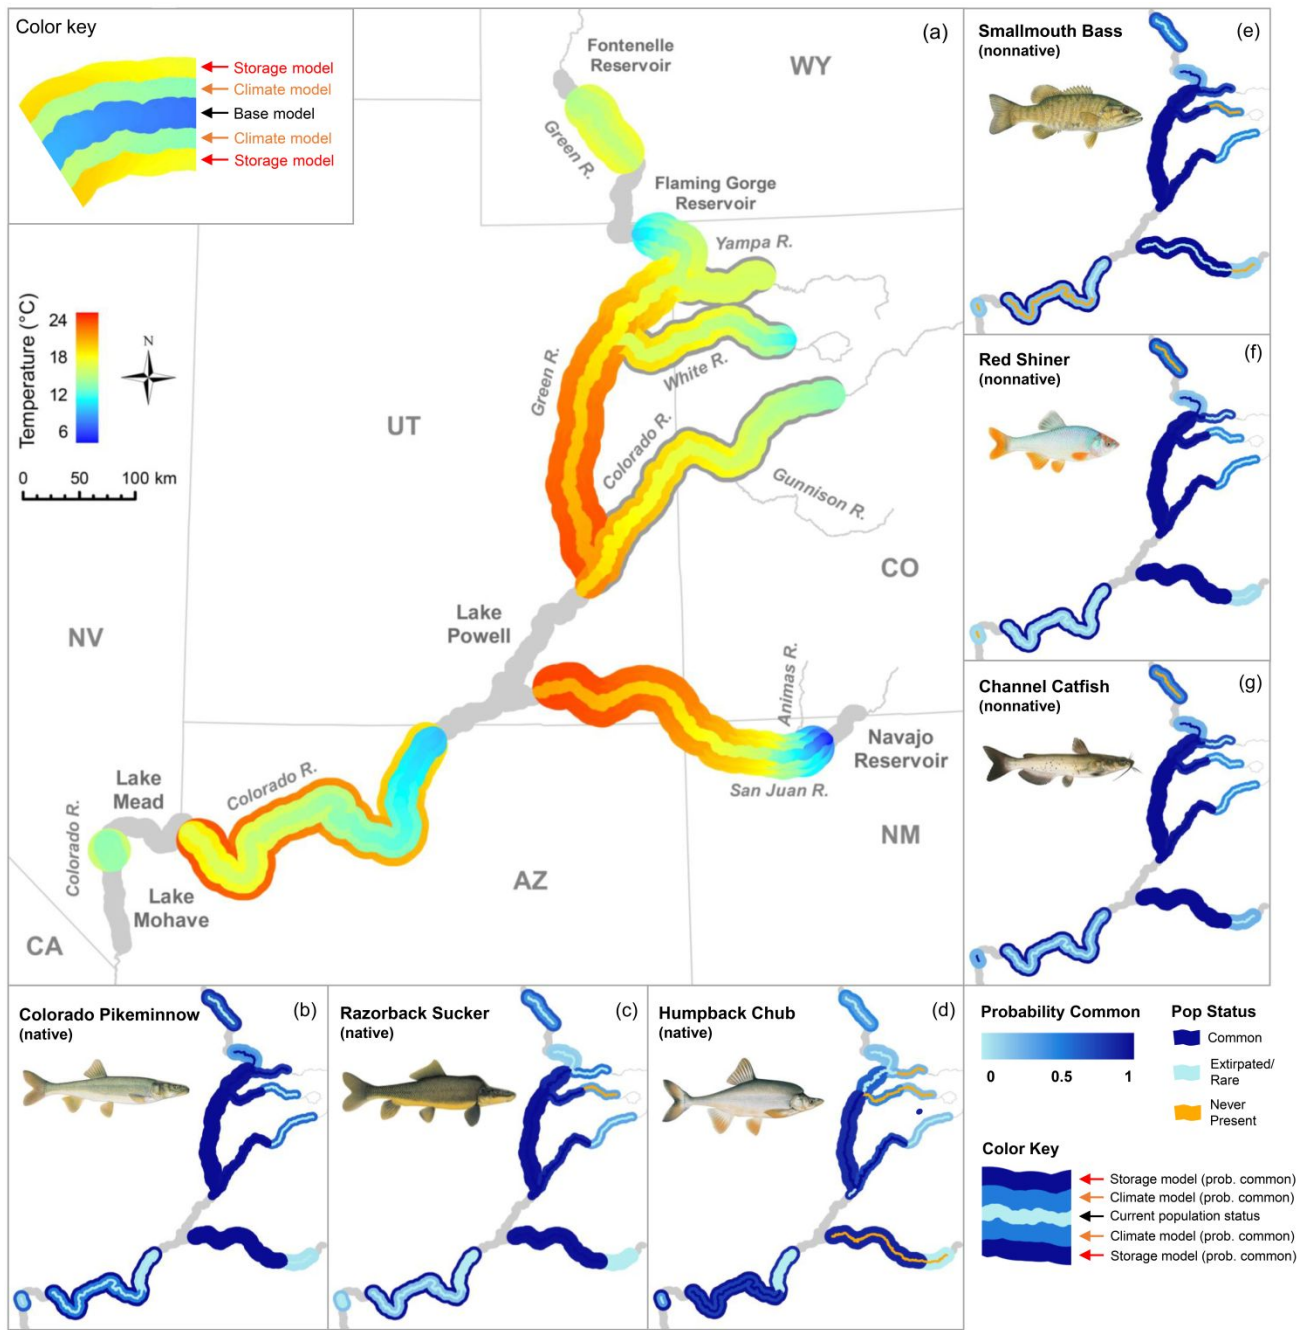 Color key
Storage model
Climate model
Base model
Climate model
Storage model
(a)
Fontenelle
Reservoir
WY
Green R.
Flaming Gorge
Reservoir
Yampa R.
Temperature (°C)
24
18
12
6
N
0 50 100 km
UT
Green R.
White R.
Colorado R.
Gunnison R.
CO
NV
Lake
Powell
Animas R.
Navajo
Reservoir
San Juan R.
Lake
Mead
Colorado R.
Colorado R.
NM
Lake
Mohave
AZ
CA
Smallmouth Bass
(nonnative)
(e)
Red Shiner
(nonnative)
(f)
Channel Catfish
(nonnative)
(g)
Colorado Pikeminnow
(native)
(b)
Razorback Sucker
(native)
(c)
Humpback Chub
(native)
(d)
Probability Common
0 0.5 1
Pop Status
Common
Extirpated/
Rare
Never
Present
Color Key
Storage model (prob. common)
Climate model (prob. common)
Current population status
Climate model (prob. common)
Storage model (prob. common)